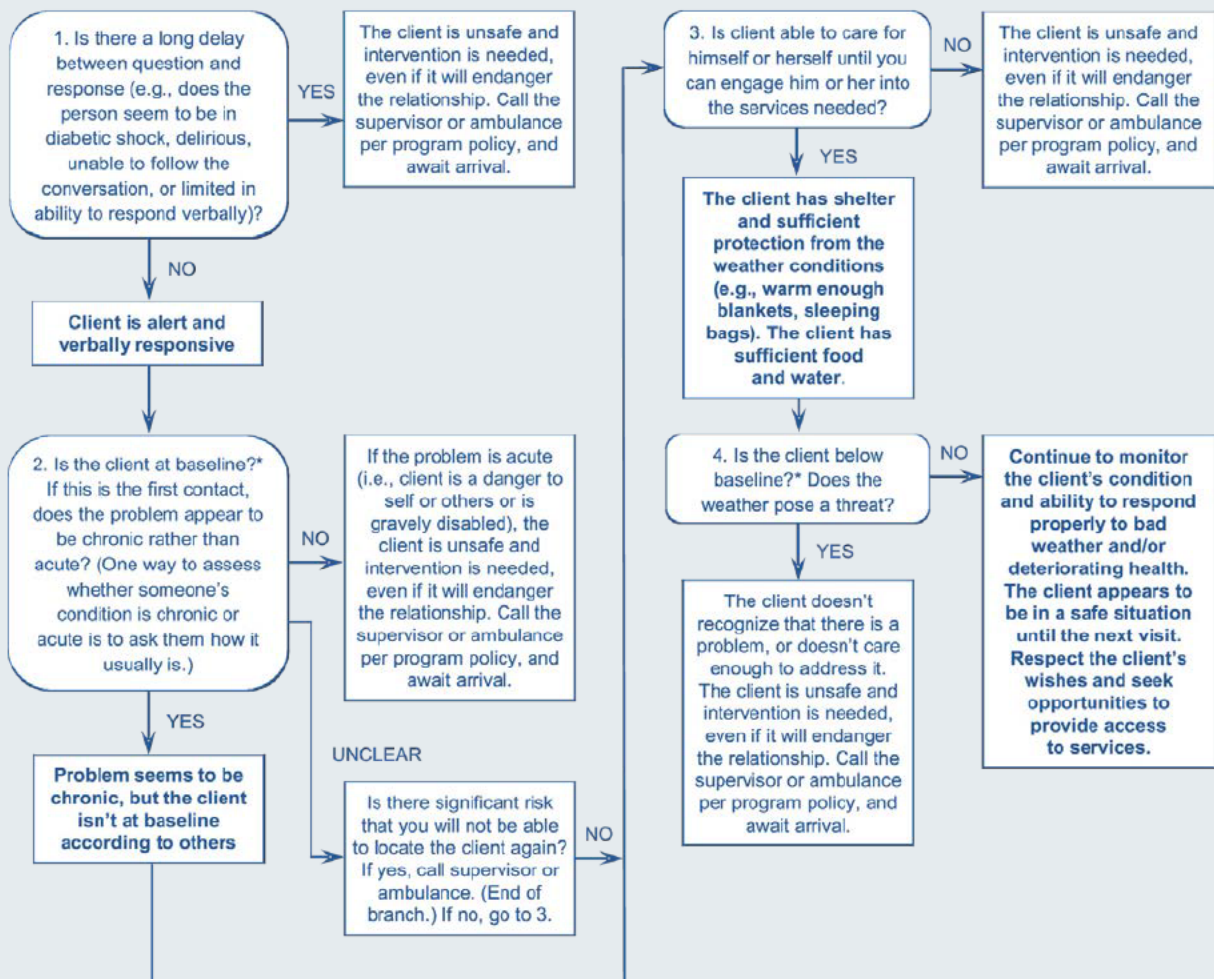 1. Is there a long delay
between question and
response (e.g., does the
person seem to be in
diabetic shock, delirious,
unable to follow the
conversation, or limited in
ability to respond verbally)?
YES
The client is unsafe and
intervention is needed,
even if it will endanger
the relationship. Call the
supervisor or ambulance
per program policy, and
await arrival.
NO
Client is alert and
verbally responsive
2. Is the client at baseline?*
If this is the first contact,
does the problem appear to
be chronic rather than
acute? (One way to assess
whether someone's
condition is chronic or
acute is to ask them how it
usually is.)
NO
If the problem is acute
(i.e., client is a danger to
self or others or is
gravely disabled), the
client is unsafe and
intervention is needed,
even if it will endanger
the relationship. Call the
supervisor or ambulance
per program policy, and
await arrival.
YES
Problem seems to be
chronic, but the client
isn't at baseline
according to others
UNCLEAR
Is there significant risk
that you will not be able
to locate the client again?
If yes, call supervisor or
ambulance. (End of
branch.) If no, go to 3.
NO
3. Is client able to care for
himself or herself until you
can engage him or her into
the services needed?
NO
The client is unsafe and
intervention is needed,
even if it will endanger
the relationship. Call the
supervisor or ambulance
per program policy, and
await arrival.
YES
The client has shelter
and sufficient
protection from the
weather conditions
(e.g., warm enough
blankets, sleeping
bags). The client has
sufficient food
and water.
4. Is the client below
baseline?* Does the
weather pose a threat?
NO
Continue to monitor
the client's condition
and ability to respond
properly to bad
weather and/or
deteriorating health.
The client appears to
be in a safe situation
until the next visit.
Respect the client's
wishes and seek
opportunities to
provide access
to services.
YES
The client doesn't
recognize that there is a
problem, or doesn't care
enough to address it.
The client is unsafe and
intervention is needed,
even if it will endanger
the relationship. Call the
supervisor or ambulance
per program policy, and
await arrival.